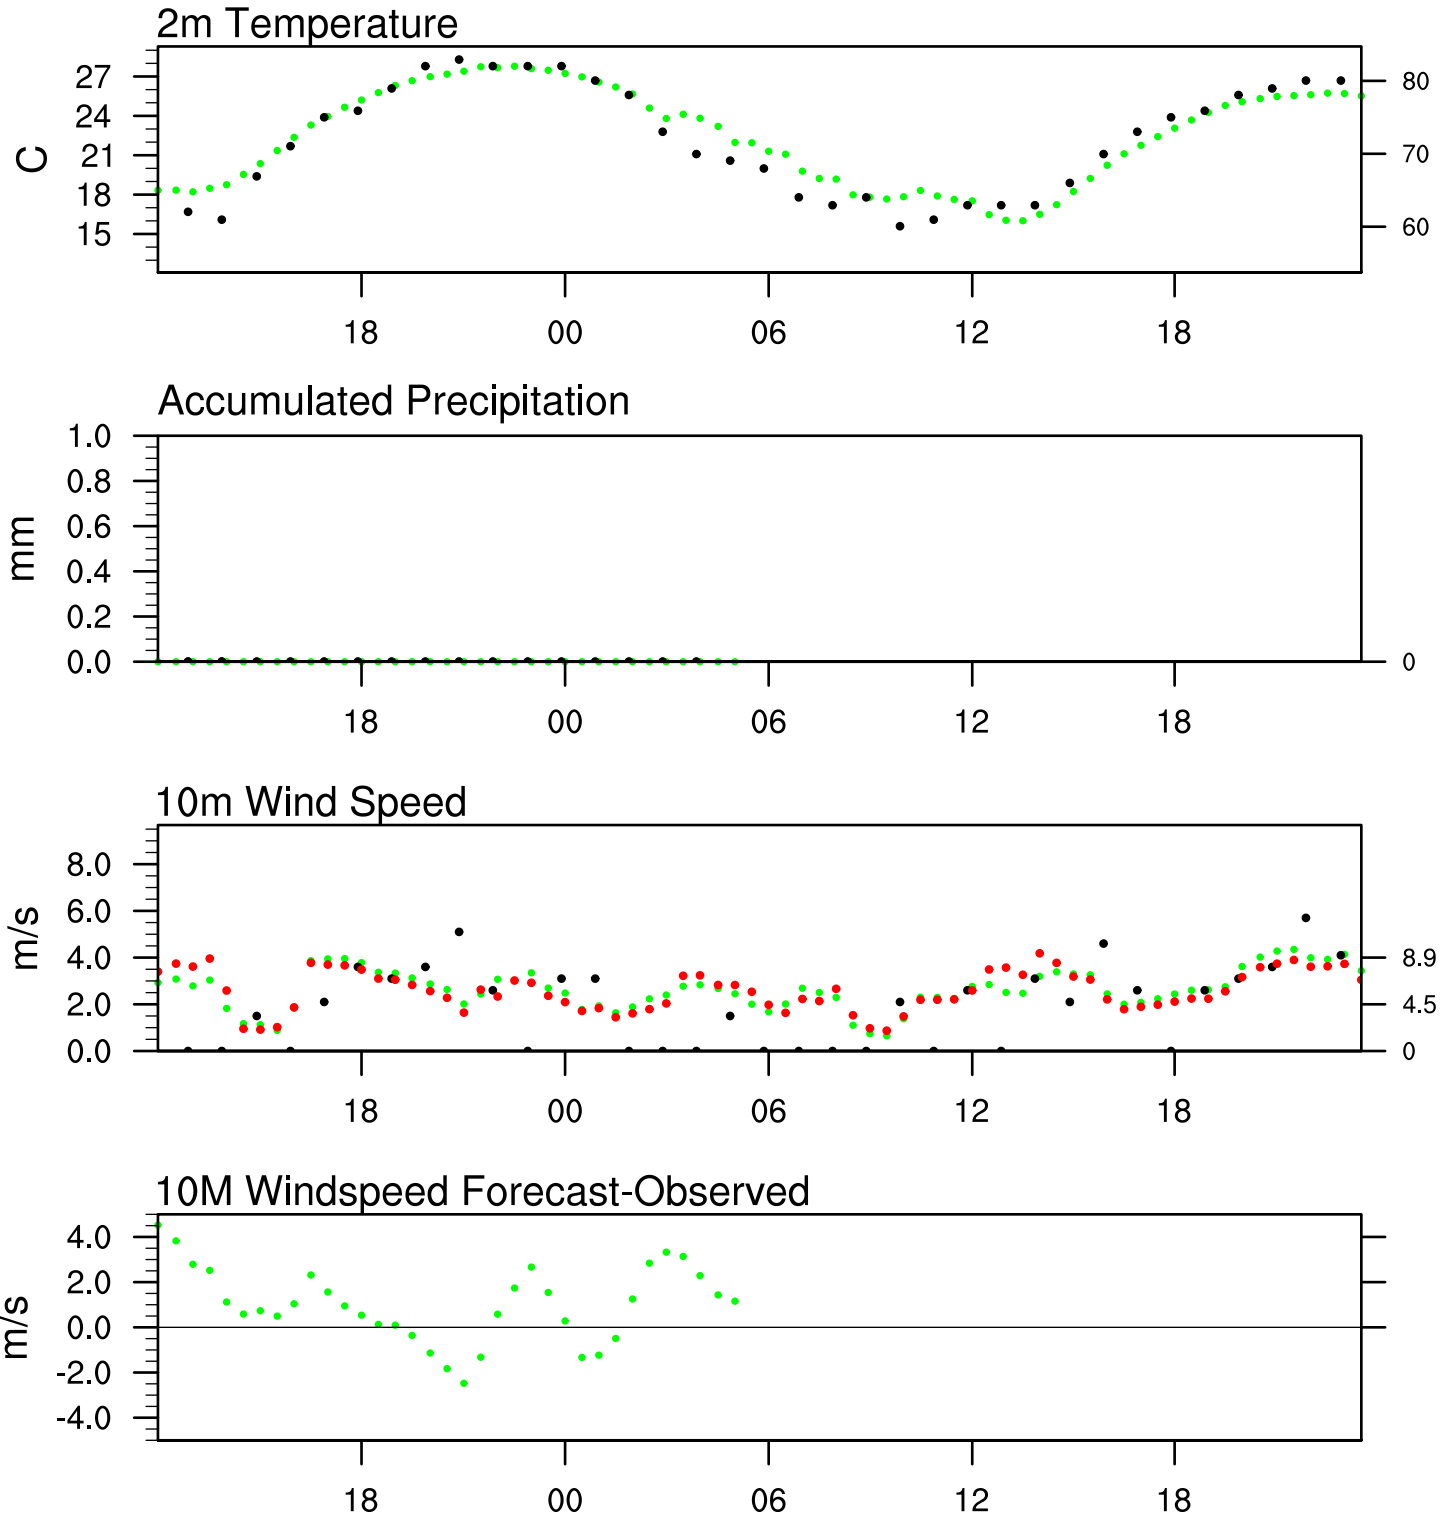 2m Temperature
27
24
21
18
15
C
80
70
60
18 00 06 12 18
Accumulated Precipitation
1.0
0.8
0.6
0.4
0.2
0.0
mm
0
18 00 06 12 18
10m Wind Speed
8.0
6.0
4.0
2.0
0.0
m/s
8.9
4.5
0
18 00 06 12 18
10M Windspeed Forecast-Observed
4.0
2.0
0.0
-2.0
-4.0
m/s
18 00 06 12 18